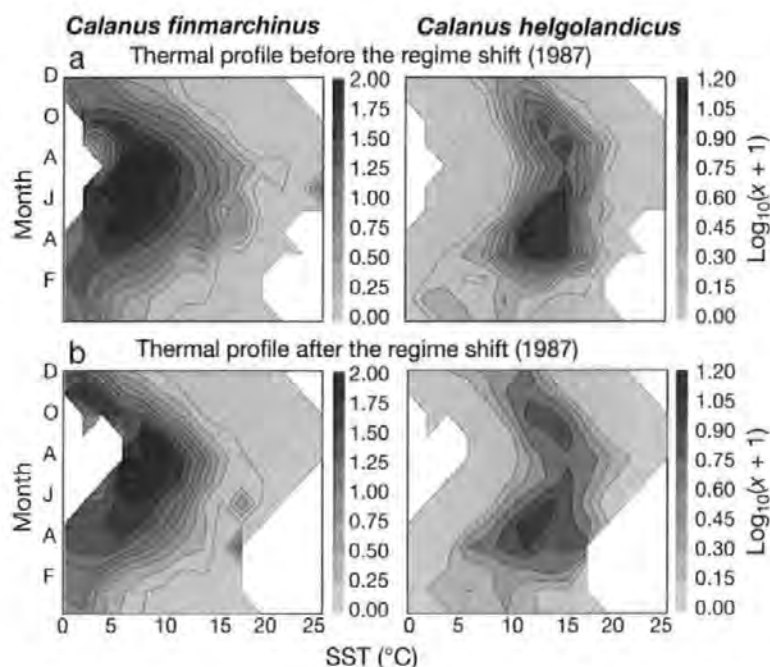 Calanus finmarchinus
Calanus helgolandicus
a Thermal profile before the regime shift (1987)
D
O
A
J
A
F
Month
2.00
1.75
1.50
1.25
1.00
0.75
0.50
0.25
0.00
1.20
1.05
0.90
0.75
0.60
0.45
0.30
0.15
0.00
Log10(x + 1)
b Thermal profile after the regime shift (1987)
D
O
A
J
A
F
Month
2.00
1.75
1.50
1.25
1.00
0.75
0.50
0.25
0.00
1.20
1.05
0.90
0.75
0.60
0.45
0.30
0.15
0.00
Log10(x + 1)
0 5 10 15 20 25
0 5 10 15 20 25
SST (°C)